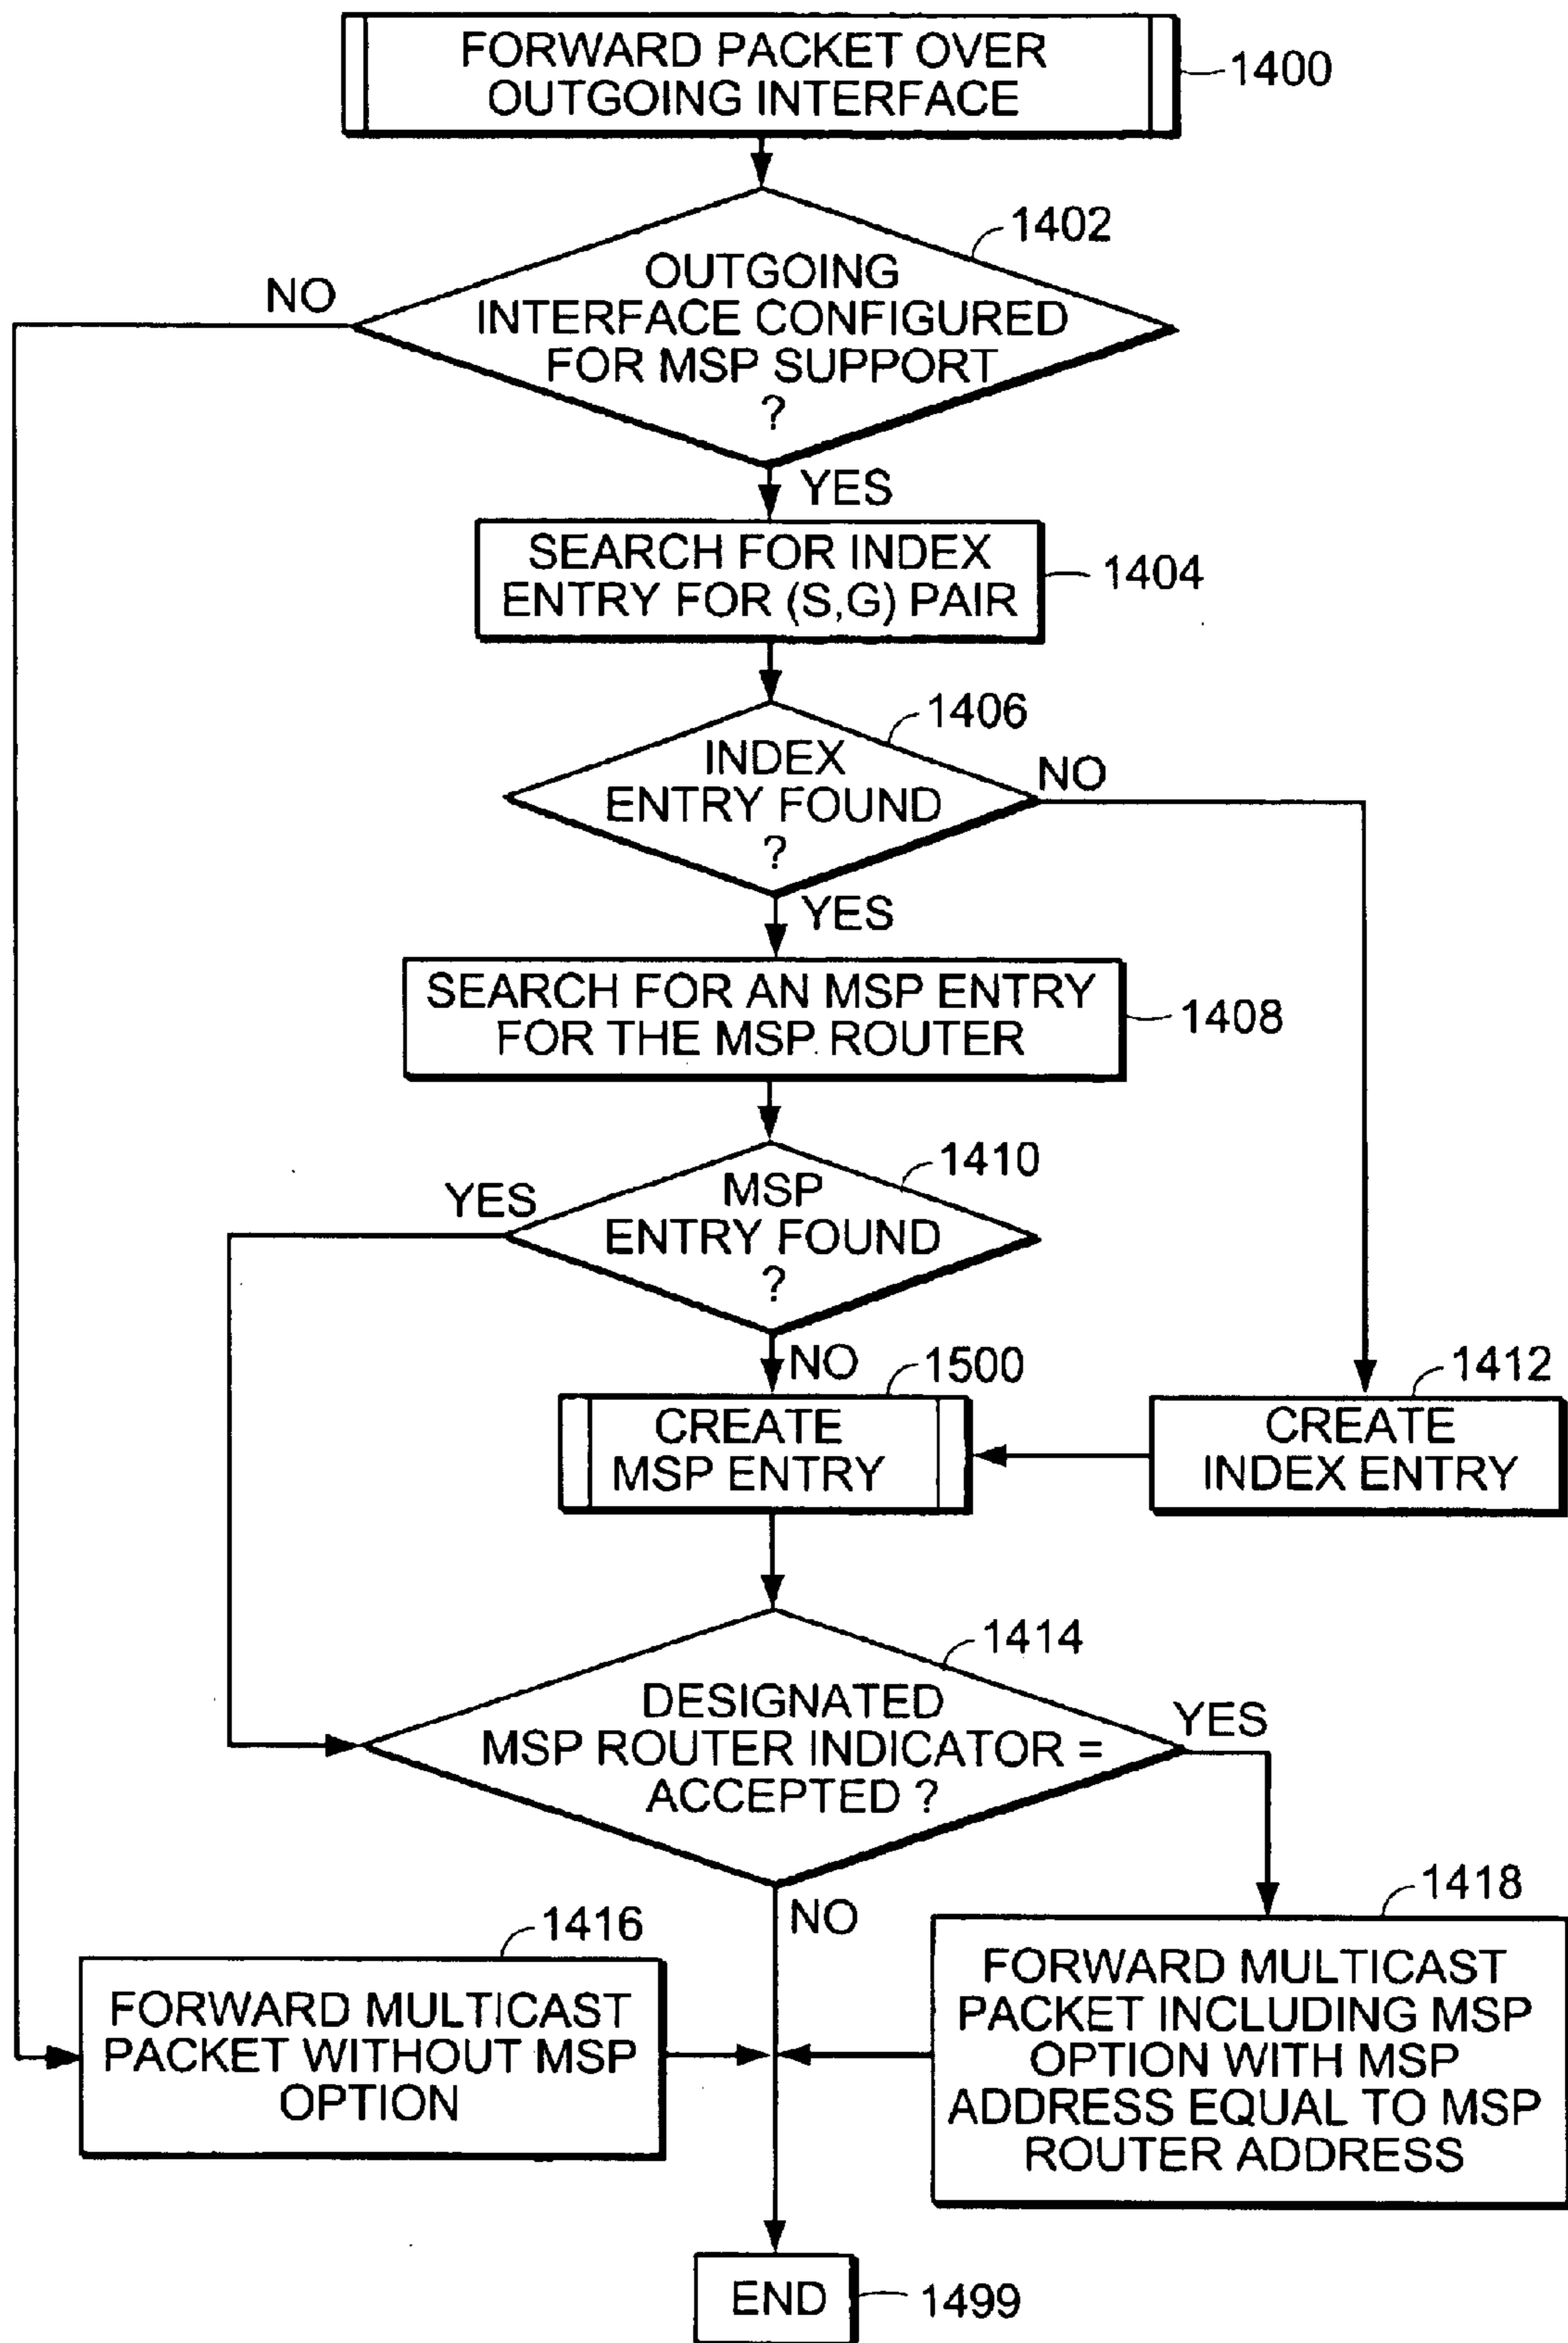 FORWARD PACKET OVER
OUTGOING INTERFACE
1400
1402
OUTGOING
INTERFACE CONFIGURED
FOR MSP SUPPORT
?
NO
YES
SEARCH FOR INDEX
ENTRY FOR (S,G) PAIR
1404
1406
INDEX
ENTRY FOUND
?
NO
YES
SEARCH FOR AN MSP ENTRY
FOR THE MSP ROUTER
1408
1410
MSP
ENTRY FOUND
?
YES
NO
1500
CREATE
MSP ENTRY
1412
CREATE
INDEX ENTRY
1414
DESIGNATED
MSP ROUTER INDICATOR =
ACCEPTED ?
YES
NO
1416
FORWARD MULTICAST
PACKET WITHOUT MSP
OPTION
1418
FORWARD MULTICAST
PACKET INCLUDING MSP
OPTION WITH MSP
ADDRESS EQUAL TO MSP
ROUTER ADDRESS
END
1499